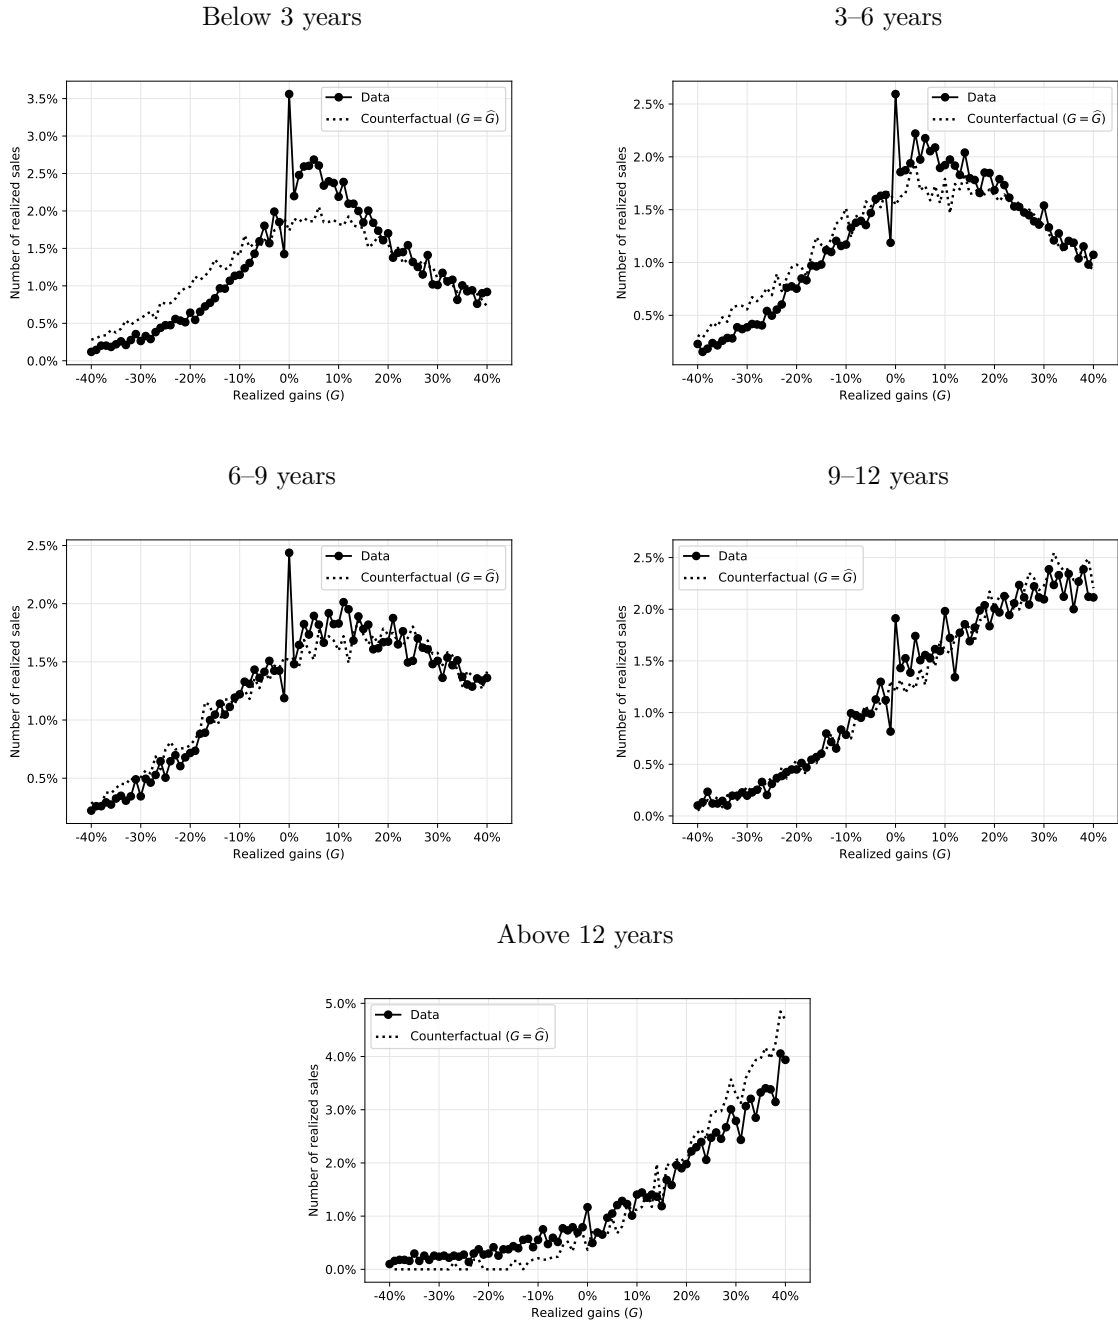 Below 3 years
3–6 years
3.5%
3.0%
2.5%
2.0%
1.5%
1.0%
0.5%
0.0%
Number of realized sales
Data
Counterfactual (G = Ĝ)
-40% -30% -20% -10% 0% 10% 20% 30% 40%
Realized gains (G)
2.5%
2.0%
1.5%
1.0%
0.5%
Number of realized sales
Data
Counterfactual (G = Ĝ)
-40% -30% -20% -10% 0% 10% 20% 30% 40%
Realized gains (G)
6–9 years
9–12 years
2.5%
2.0%
1.5%
1.0%
0.5%
Number of realized sales
Data
Counterfactual (G = Ĝ)
-40% -30% -20% -10% 0% 10% 20% 30% 40%
Realized gains (G)
2.5%
2.0%
1.5%
1.0%
0.5%
0.0%
Number of realized sales
Data
Counterfactual (G = Ĝ)
-40% -30% -20% -10% 0% 10% 20% 30% 40%
Realized gains (G)
Above 12 years
5.0%
4.0%
3.0%
2.0%
1.0%
0.0%
Number of realized sales
Data
Counterfactual (G = Ĝ)
-40% -30% -20% -10% 0% 10% 20% 30% 40%
Realized gains (G)